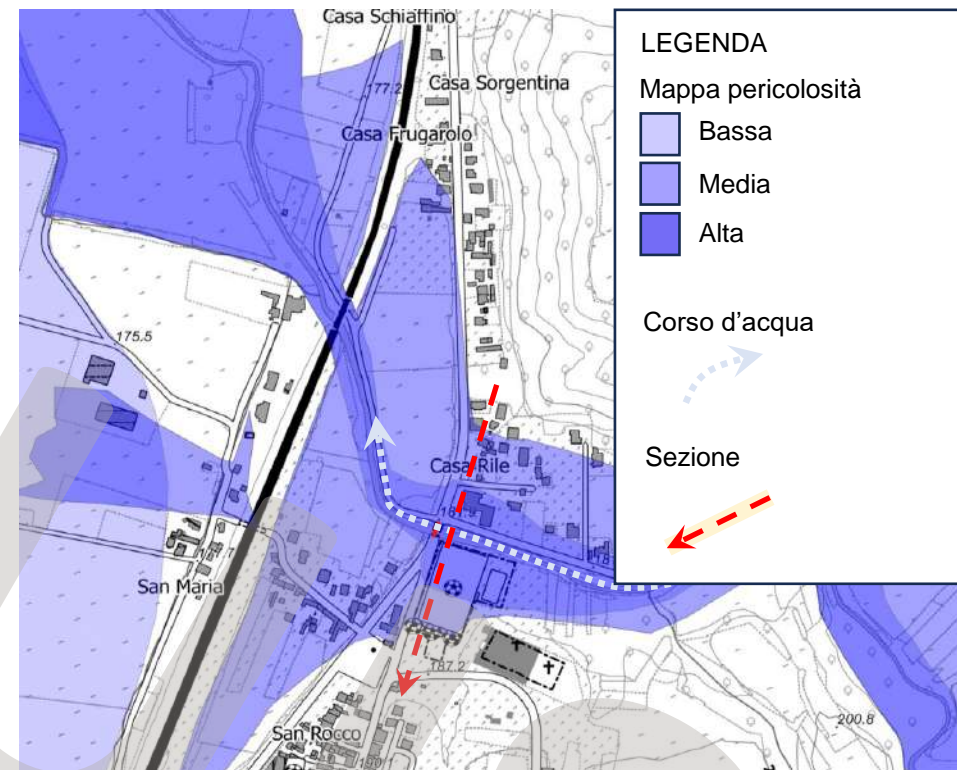 Casa Schiaffino
177.2
Casa Sorgentina
Casa Frugarolo
175.5
Casa Rile
San Maria
187.2
San Rocco
200.8
LEGENDA
Mappa pericolosità
Bassa
Media
Alta
Corso d'acqua
Sezione